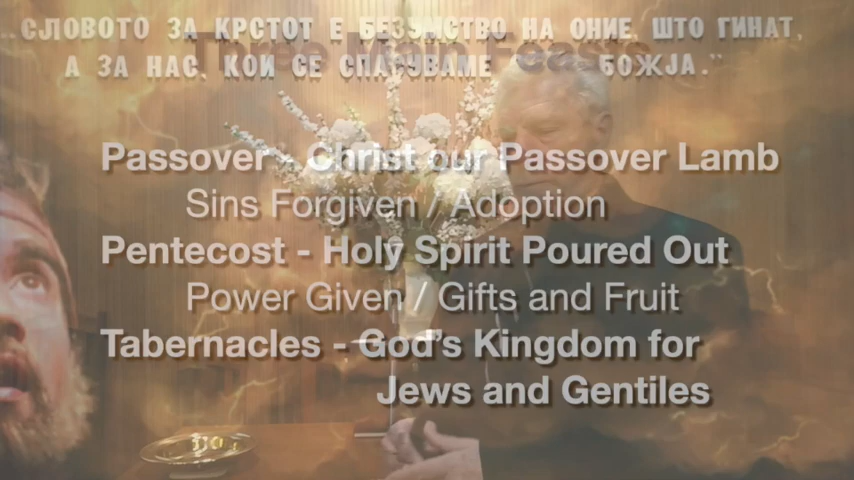 ..СЛОВОТО ЗА КРСТОТ Е БЕЗУМСТВО НА ОНИЕ, ШТО ГИНАТ,
Three Main Feasts
А ЗА НАС, КОИ СЕ СПАСУВАМЕ БОЖЈА."
Passover - Christ our Passover Lamb
Sins Forgiven / Adoption
Pentecost - Holy Spirit Poured Out
Power Given / Gifts and Fruit
Tabernacles - God's Kingdom for
Jews and Gentiles